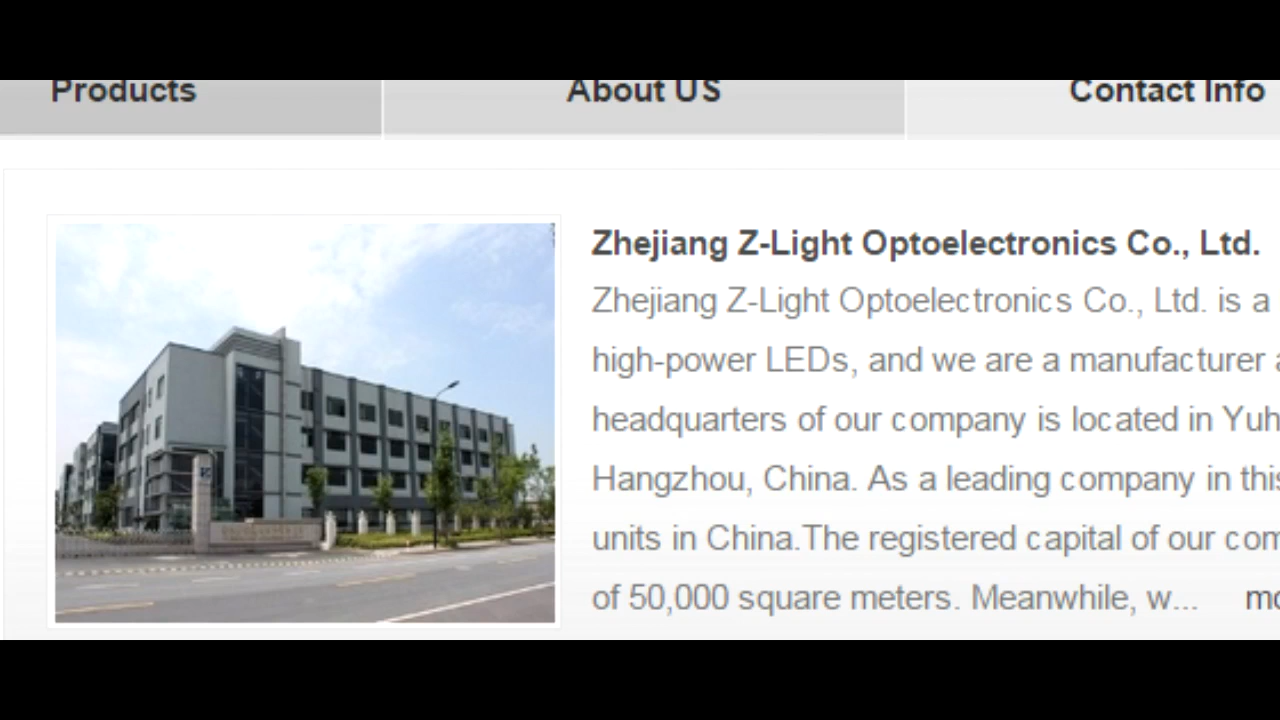 Products
About US
Contact Info
Zhejiang Z-Light Optoelectronics Co., Ltd.
Zhejiang Z-Light Optoelectronics Co., Ltd. is a
high-power LEDs, and we are a manufacturer
headquarters of our company is located in
Hangzhou, China. As a leading company in
units in China.The registered capital of our
of 50,000 square meters. Meanwhile, w...